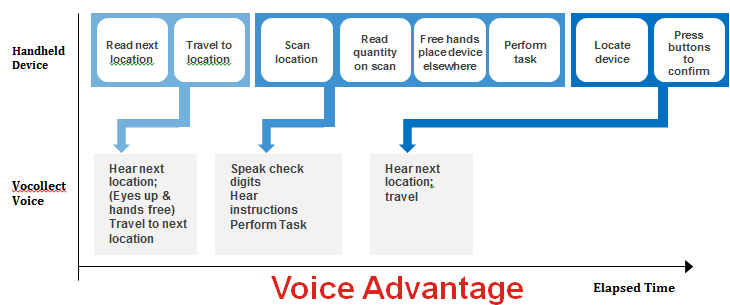 Handheld
Device
Read next
location
Travel to
location
Scan
location
Read
quantity
on scan
Free hands
place device
elsewhere
Perform
task
Locate
device
Press
buttons
to
confirm
Vocollect
Voice
Hear next
location;
(Eyes up &
hands free)
Travel to next
location
Speak check
digits
Hear
instructions
Perform Task
Hear next
location;
travel
Voice Advantage
Elapsed Time